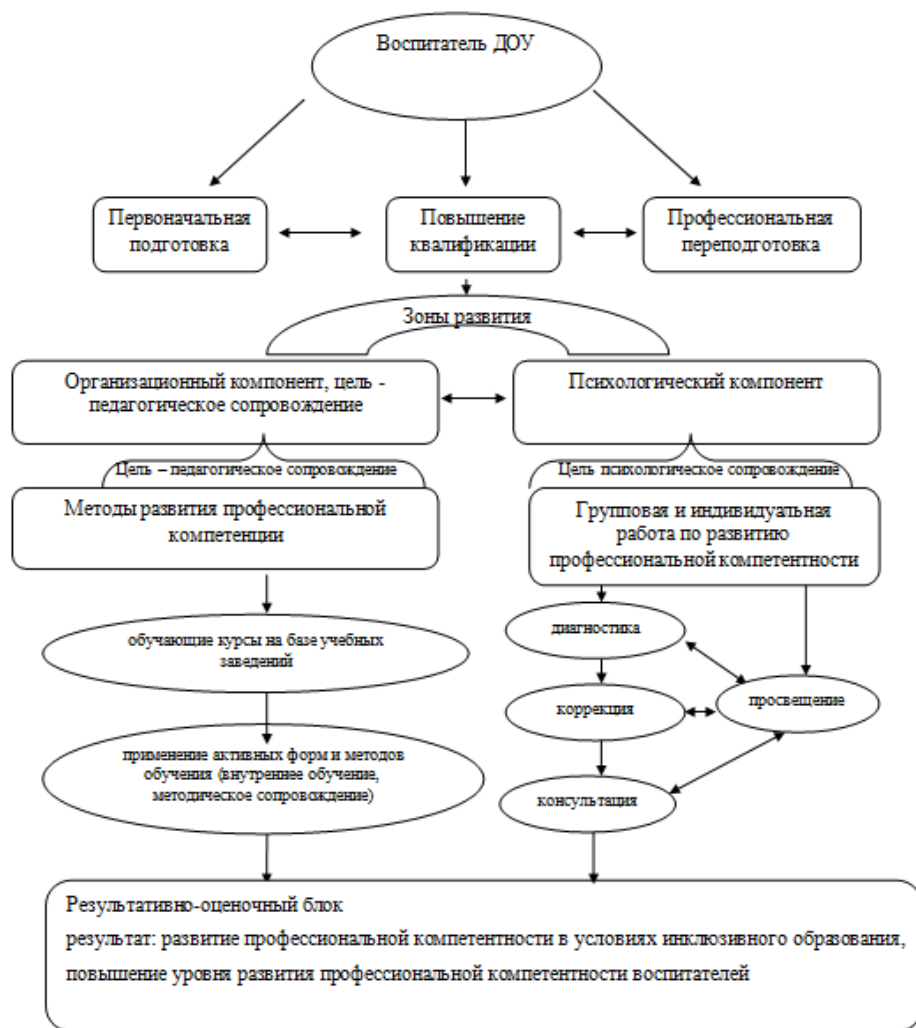 Воспитатель ДОУ
Первоначальная
подготовка
Повышение
квалификации
Профессиональная
переподготовка
Зоны развития
Организационный компонент, цель -
педагогическое сопровождение
Психологический компонент
Цель – педагогическое сопровождение
Цель психологическое сопровождение
Методы развития профессиональной
компетенции
Групповая и индивидуальная
работа по развитию
профессиональной компетентности
обучающие курсы на базе учебных
заведений
диагностика
коррекция
просвещение
применение активных форм и методов
обучения (внутреннее обучение,
методическое сопровождение)
консультация
Результативно-оценочный блок
результат: развитие профессиональной компетентности в условиях инклюзивного образования,
повышение уровня развития профессиональной компетентности воспитателей